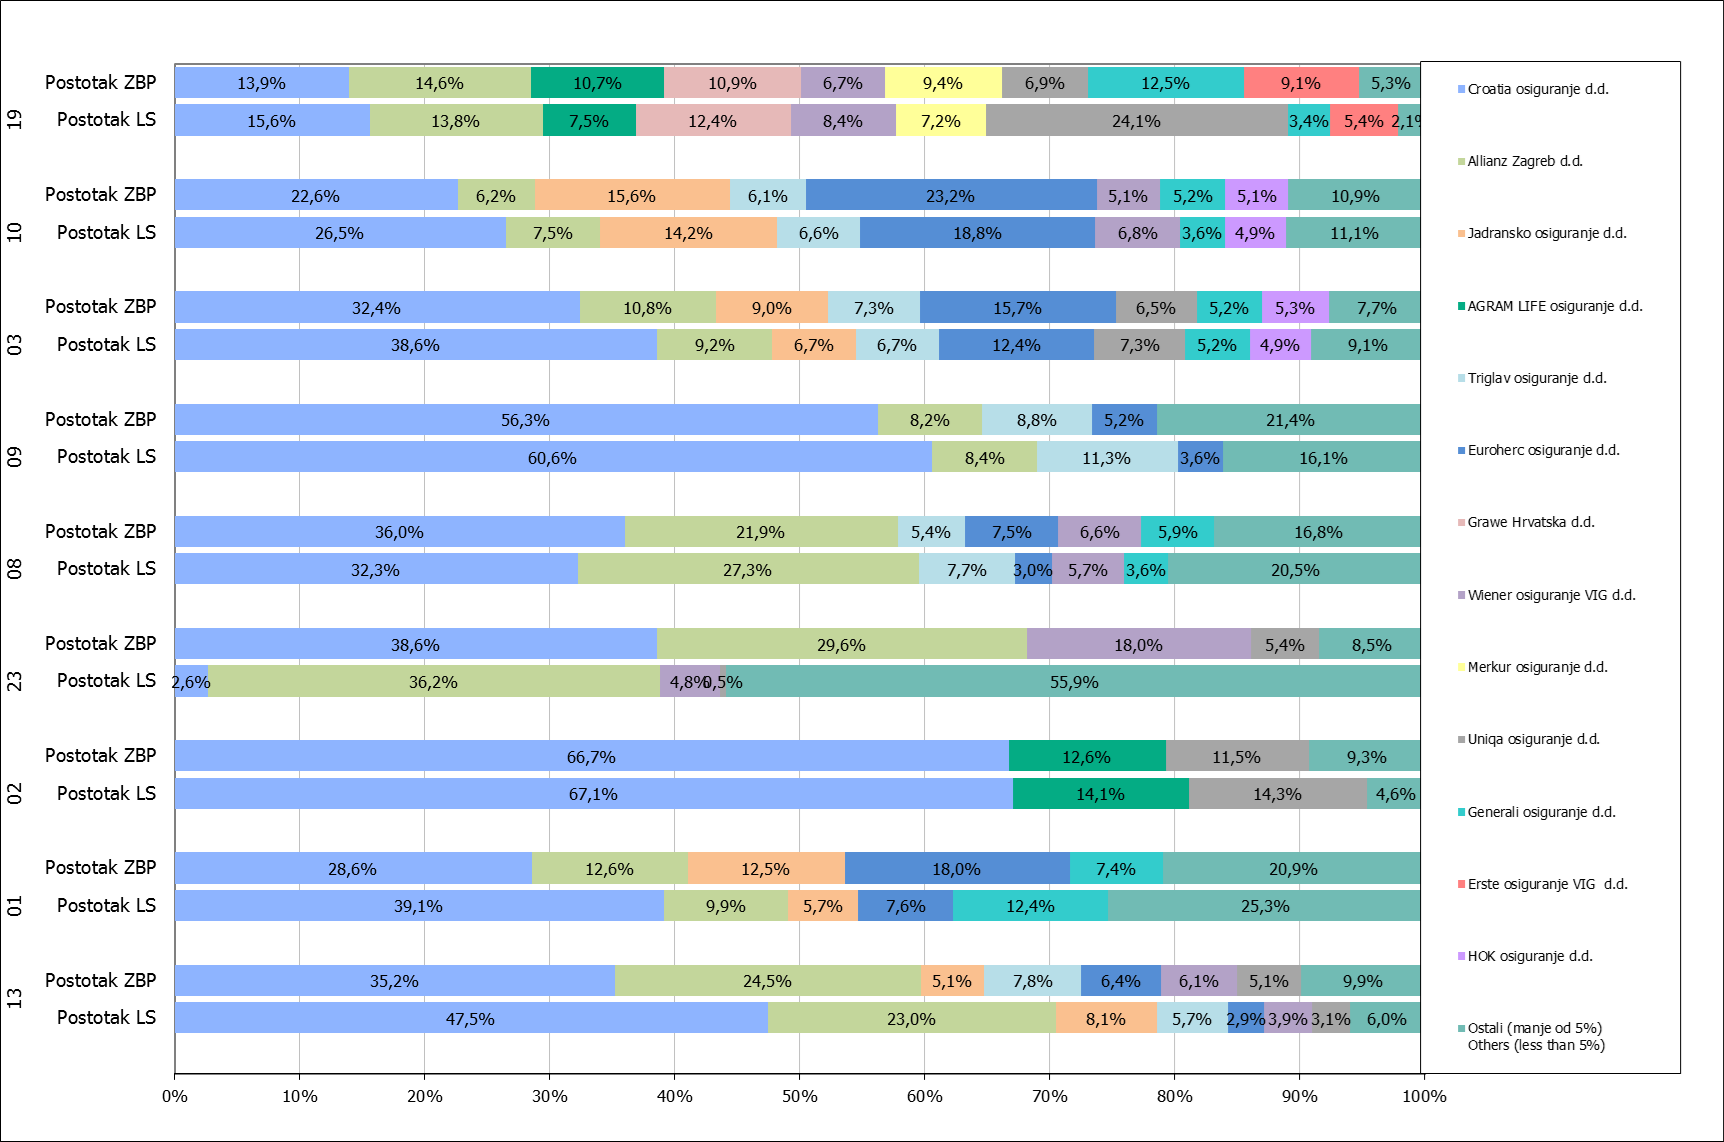 19
Postotak ZBP
13,9% 14,6% 10,7% 10,9% 6,7% 9,4% 6,9% 12,5% 9,1% 5,3%
Postotak LS
15,6% 13,8% 7,5% 12,4% 8,4% 7,2% 24,1% 3,4% 5,4% 2,1%
10
Postotak ZBP
22,6% 6,2% 15,6% 6,1% 23,2% 5,1% 5,2% 5,1% 10,9%
Postotak LS
26,5% 7,5% 14,2% 6,6% 18,8% 6,8% 3,6% 4,9% 11,1%
03
Postotak ZBP
32,4% 10,8% 9,0% 7,3% 15,7% 6,5% 5,2% 5,3% 7,7%
Postotak LS
38,6% 9,2% 6,7% 6,7% 12,4% 7,3% 5,2% 4,9% 9,1%
09
Postotak ZBP
56,3% 8,2% 8,8% 5,2% 21,4%
Postotak LS
60,6% 8,4% 11,3% 3,6% 16,1%
08
Postotak ZBP
36,0% 21,9% 5,4% 7,5% 6,6% 5,9% 16,8%
Postotak LS
32,3% 27,3% 7,7% 3,0% 5,7% 3,6% 20,5%
23
Postotak ZBP
38,6% 29,6% 18,0% 5,4% 8,5%
Postotak LS
2,6% 36,2% 4,8% 0,5% 55,9%
02
Postotak ZBP
66,7% 12,6% 11,5% 9,3%
Postotak LS
67,1% 14,1% 14,3% 4,6%
01
Postotak ZBP
28,6% 12,6% 12,5% 18,0% 7,4% 20,9%
Postotak LS
39,1% 9,9% 5,7% 7,6% 12,4% 25,3%
13
Postotak ZBP
35,2% 24,5% 5,1% 7,8% 6,4% 6,1% 5,1% 9,9%
Postotak LS
47,5% 23,0% 8,1% 5,7% 2,9% 3,9% 3,1% 6,0%
0% 10% 20% 30% 40% 50% 60% 70% 80% 90% 100%
Croatia osiguranje d.d.
Allianz Zagreb d.d.
Jadransko osiguranje d.d.
AGRAM LIFE osiguranje d.d.
Triglav osiguranje d.d.
Euroherc osiguranje d.d.
Grawe Hrvatska d.d.
Wiener osiguranje VIG d.d.
Merkur osiguranje d.d.
Uniqa osiguranje d.d.
Generali osiguranje d.d.
Erste osiguranje VIG  d.d.
HOK osiguranje d.d.
Ostali (manje od 5%)
Others (less than 5%)